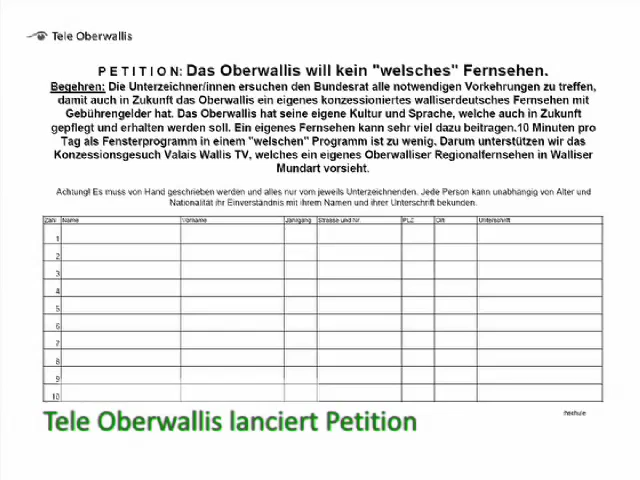 Tele Oberwallis
P E T I T I O N: Das Oberwallis will kein "welsches" Fernsehen.
Begehren: Die Unterzeichner/innen ersuchen den Bundesrat alle notwendigen Vorkehrungen zu treffen,
damit auch in Zukunft das Oberwallis ein eigenes konzessioniertes walliserdeutsches Fernsehen mit
Gebührengelder hat. Das Oberwallis hat seine eigene Kultur und Sprache, welche auch in Zukunft
gepflegt und erhalten werden soll. Ein eigenes Fernsehen kann sehr viel dazu beitragen.10 Minuten pro
Tag als Fensterprogramm in einem "welschen" Programm ist zu wenig. Darum unterstützen wir das
Konzessionsgesuch Valais Wallis TV, welches ein eigenes Oberwalliser Regionalfernsehen in Walliser
Mundart vorsieht.
Achtung! Es muss von Hand geschrieben werden und alles nur vom jeweils Unterzeichnenden. Jede Person kann unabhängig von Alter und
Nationalität ihr Einverständnis mit ihrem Namen und ihrer Unterschrift bekunden.
Zahl Name Vorname Jahrgang Strasse und Nr. PLZ Ort Unterschrift
1
2
3
4
5
6
7
8
9
10
Tele Oberwallis lanciert Petition